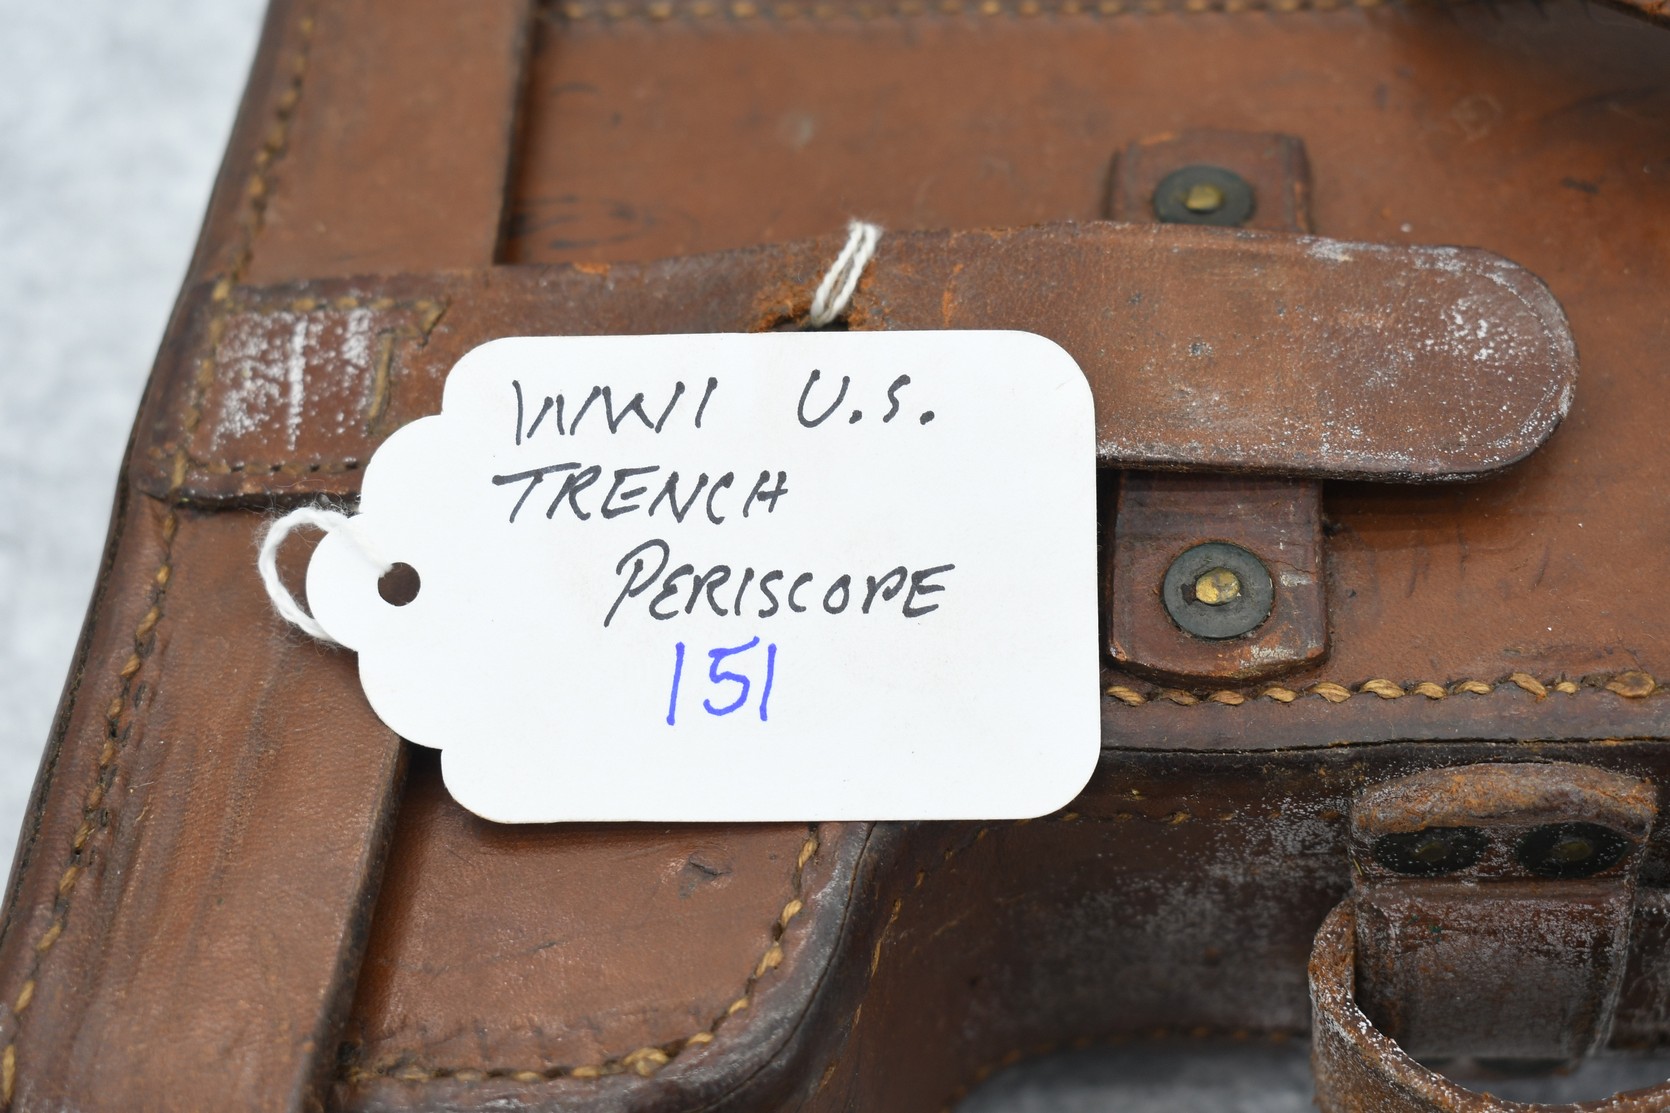 WWI U.S.
TRENCH
PERISCOPE
151